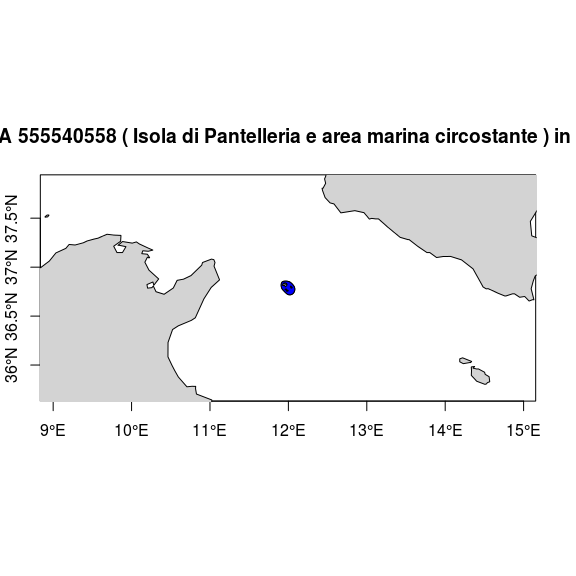 A 555540558 ( Isola di Pantelleria e area marina circostante ) in
37.5°N
37°N
36.5°N
36°N
9°E 10°E 11°E 12°E 13°E 14°E 15°E